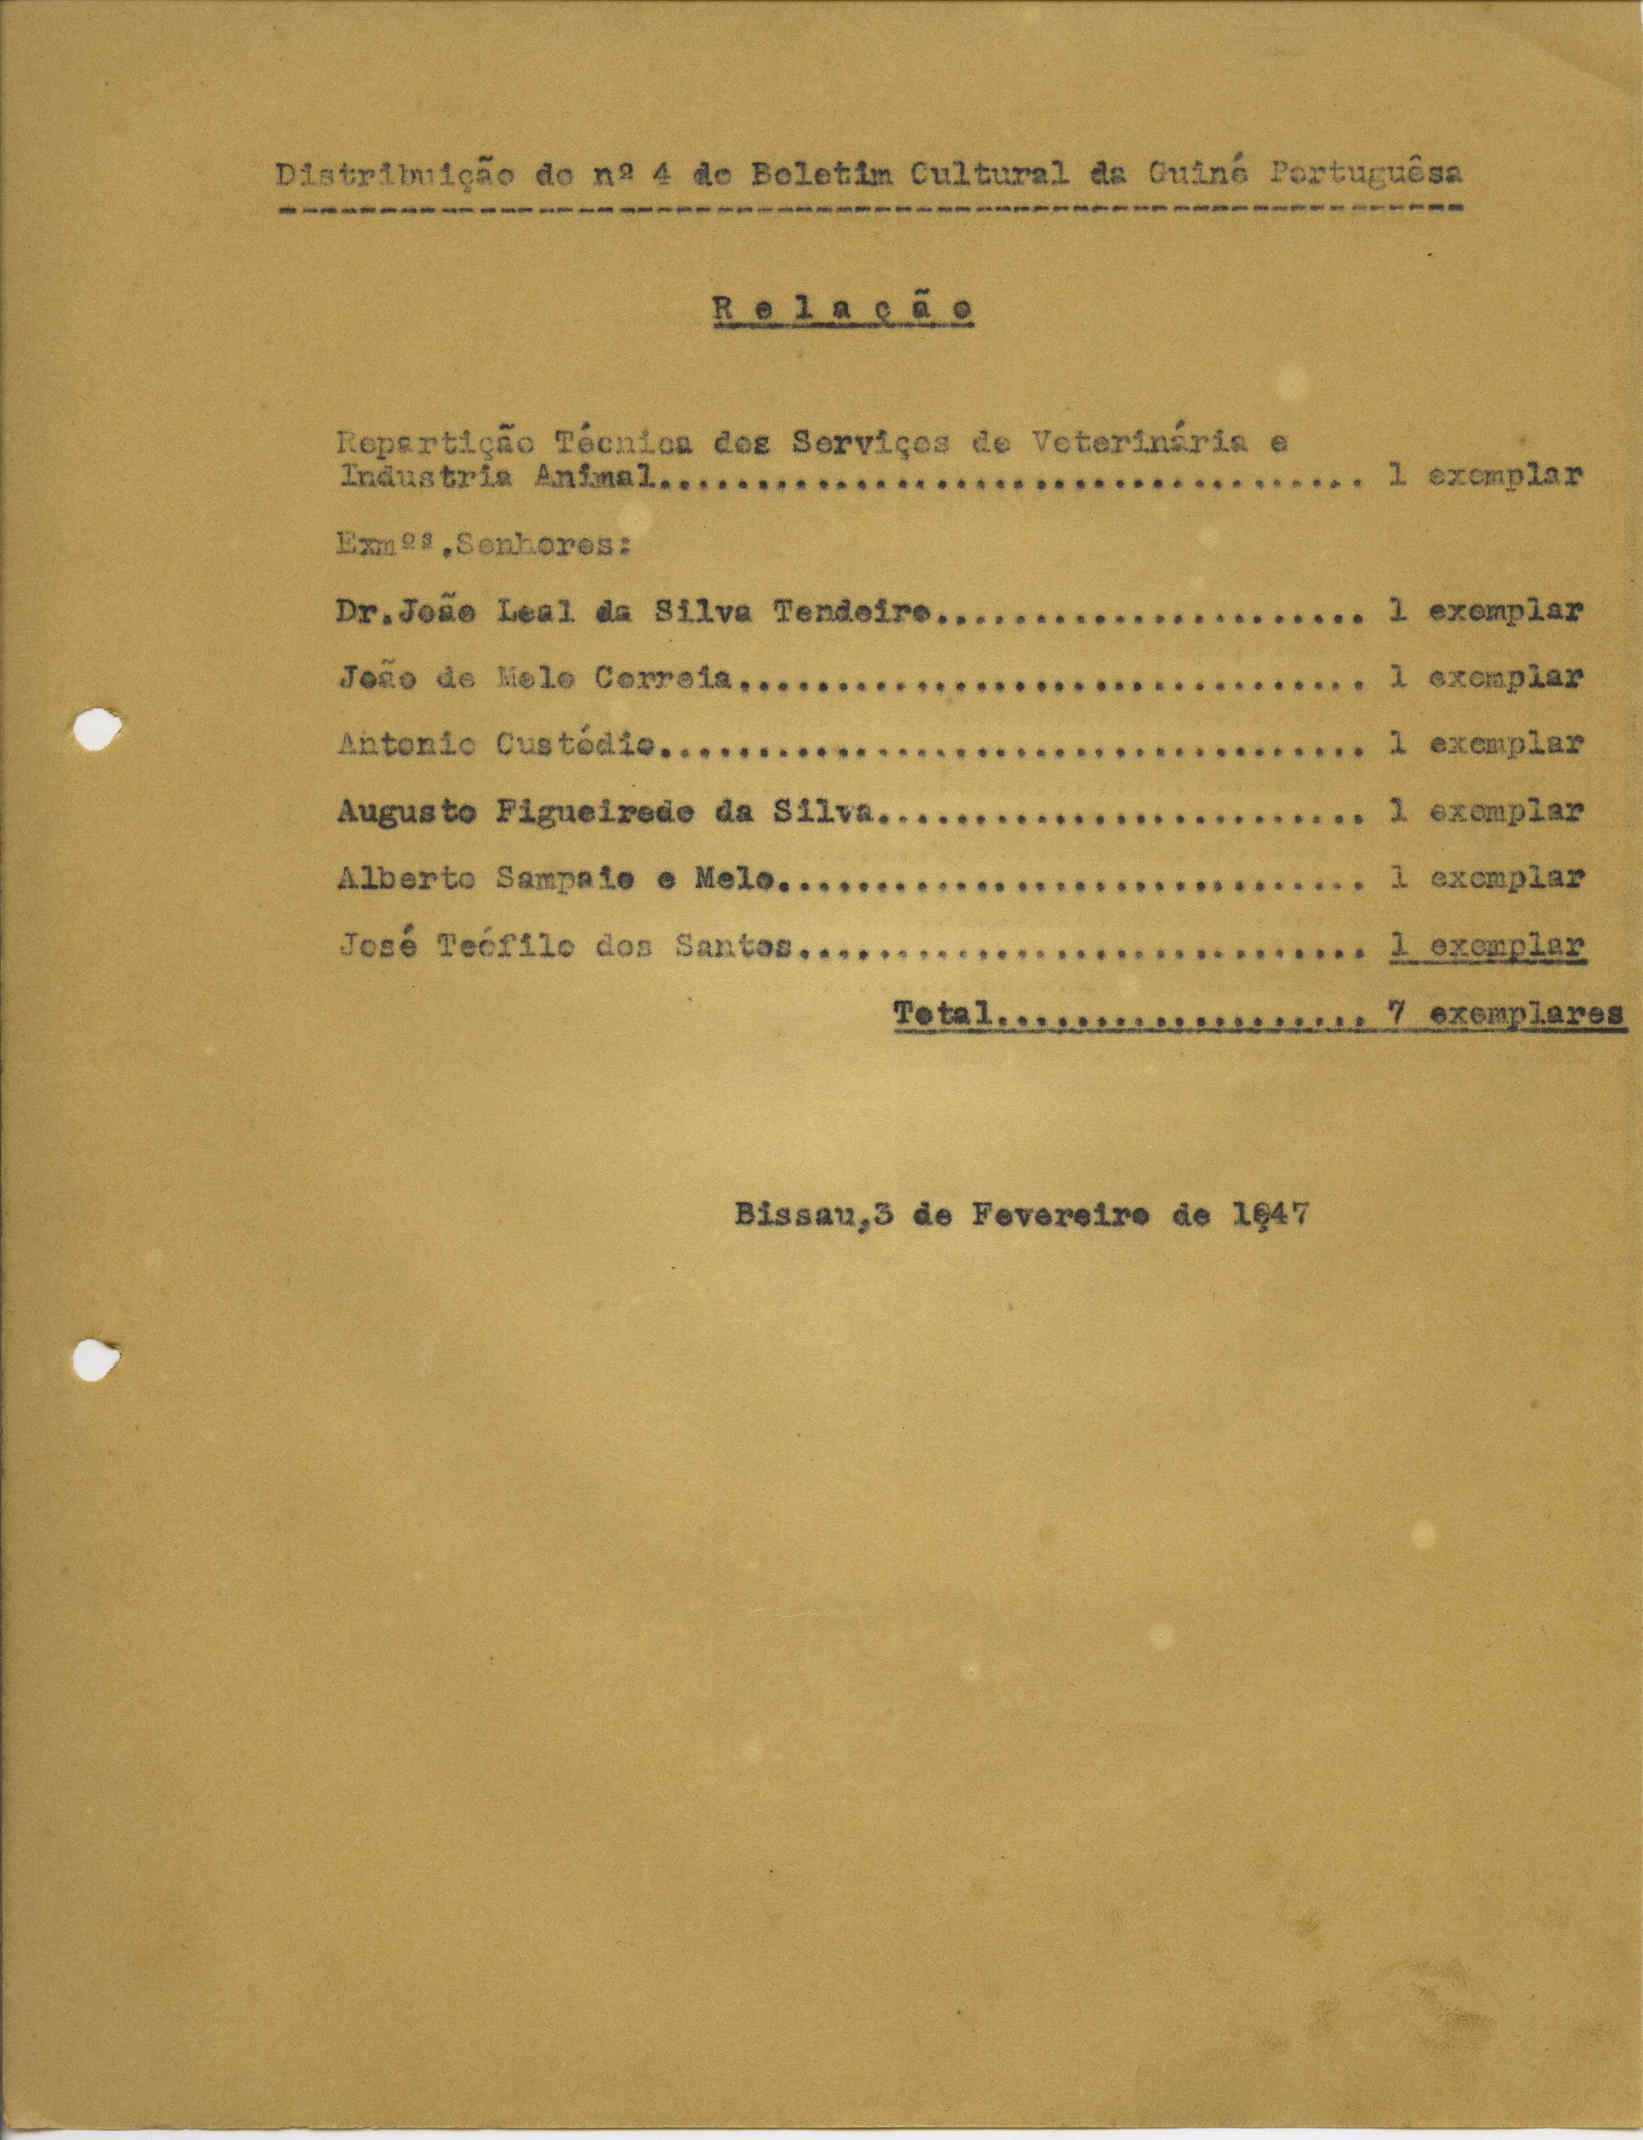 Distribuição do nº 4 do Boletim Cultural da Guiné Portuguêsa
------------------------------------------------------------
R e l a ç ã o
Repartição Técnica dos Serviços de Veterinária e
Industria Animal.................................... 1 exemplar
Exmºs.Senhores:
Dr.João Leal da Silva Tendeiro...................... 1 exemplar
João de Melo Correia................................ 1 exemplar
Antonio Custódio.................................... 1 exemplar
Augusto Figueiredo da Silva......................... 1 exemplar
Alberto Sampaio e Melo.............................. 1 exemplar
José Teófilo dos Santos............................. 1 exemplar
Total................... 7 exemplares
Bissau,3 de Fevereiro de 1947